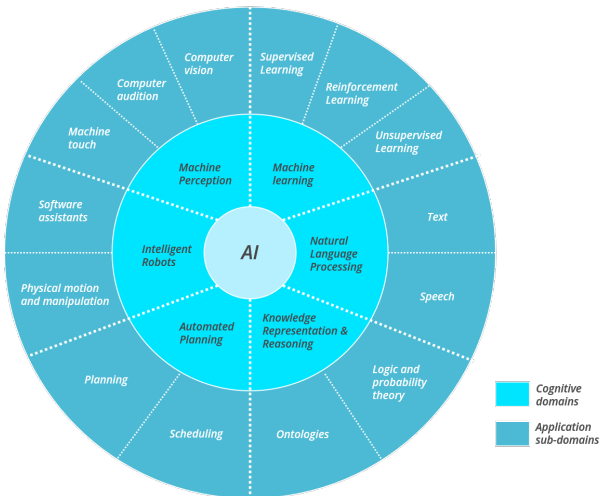 Computer
vision
Supervised
Learning
Computer
audition
Reinforcement
Learning
Machine
touch
Unsupervised
Learning
Machine
Perception
Machine
learning
Software
assistants
Text
Intelligent
Robots
AI
Natural
Language
Processing
Physical motion
and manipulation
Speech
Automated
Planning
Knowledge
Representation &
Reasoning
Planning
Logic and
probability
theory
Scheduling
Ontologies
Cognitive
domains
Application
sub-domains